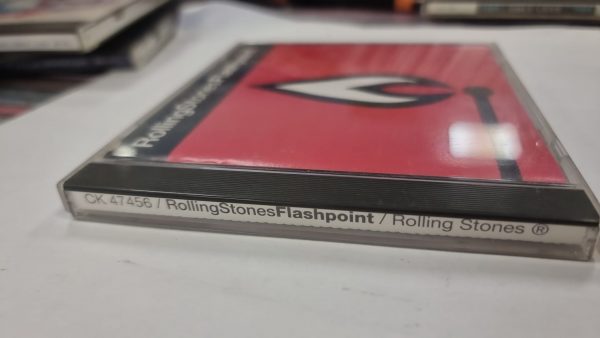 RollingStonesFlashpoint
CK 47456 / RollingStonesFlashpoint / Rolling Stones ®